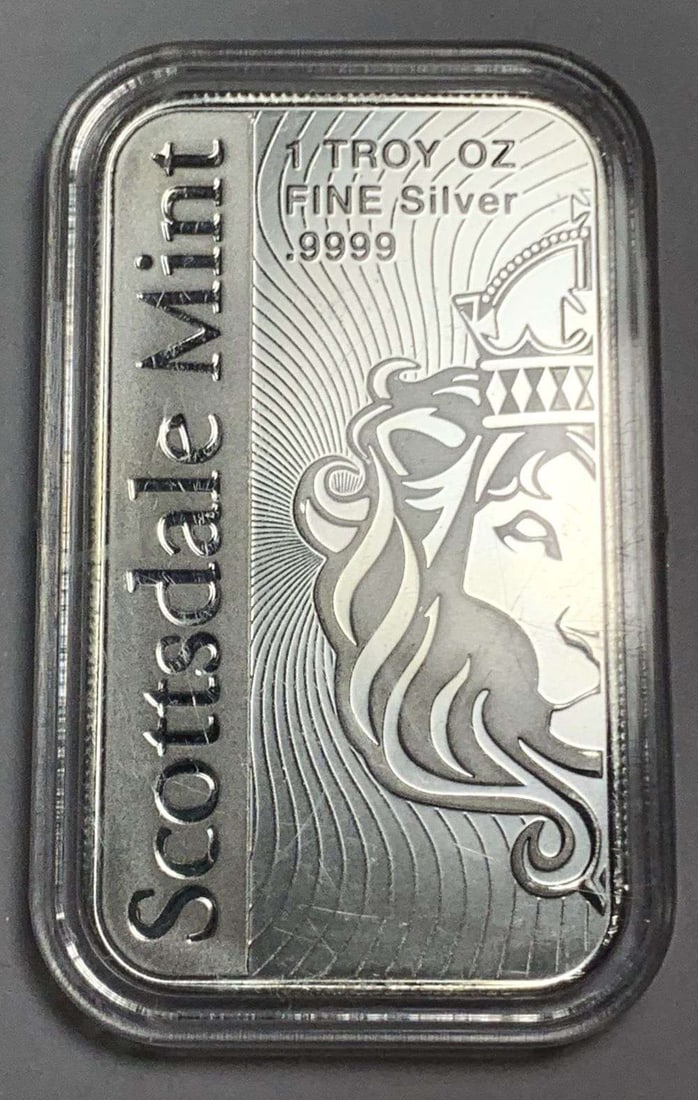 Scottsdale Mint
1 TROY OZ
FINE Silver
.9999